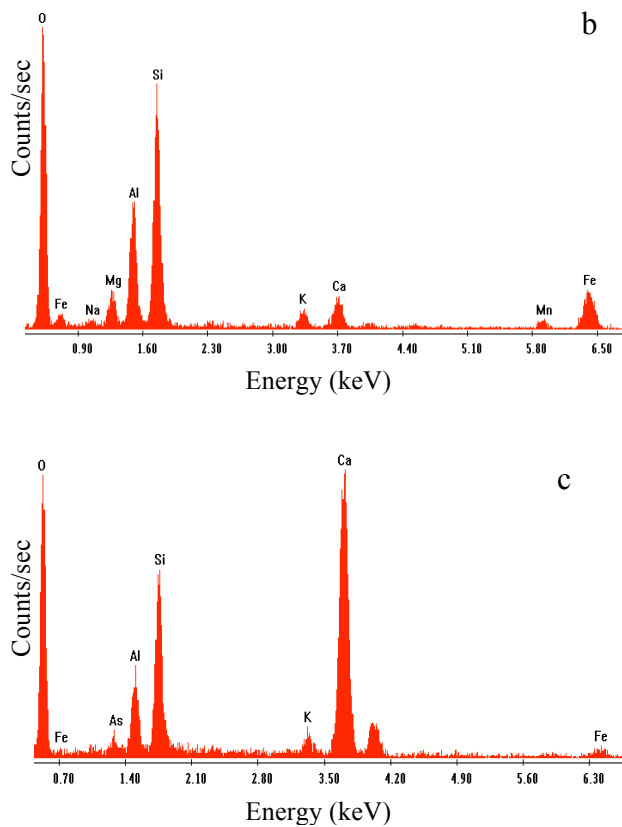 b
O
Si
Al
Mg
Fe
Na
K
Ca
Mn
Fe
Counts/sec
0.90 1.60 2.30 3.00 3.70 4.40 5.10 5.80 6.50
Energy (keV)
c
O
Ca
Si
Al
Fe
As
K
Fe
Counts/sec
0.70 1.40 2.10 2.80 3.50 4.20 4.90 5.60 6.30
Energy (keV)